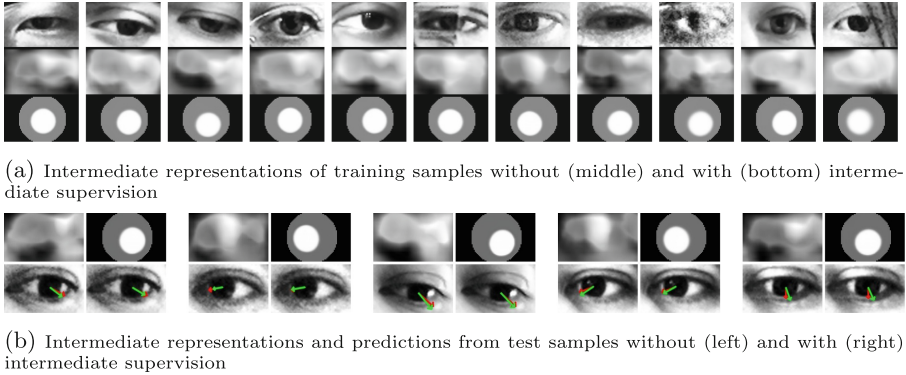 (a) Intermediate representations of training samples without (middle) and with (bottom) interme-
diate supervision
(b) Intermediate representations and predictions from test samples without (left) and with (right)
intermediate supervision